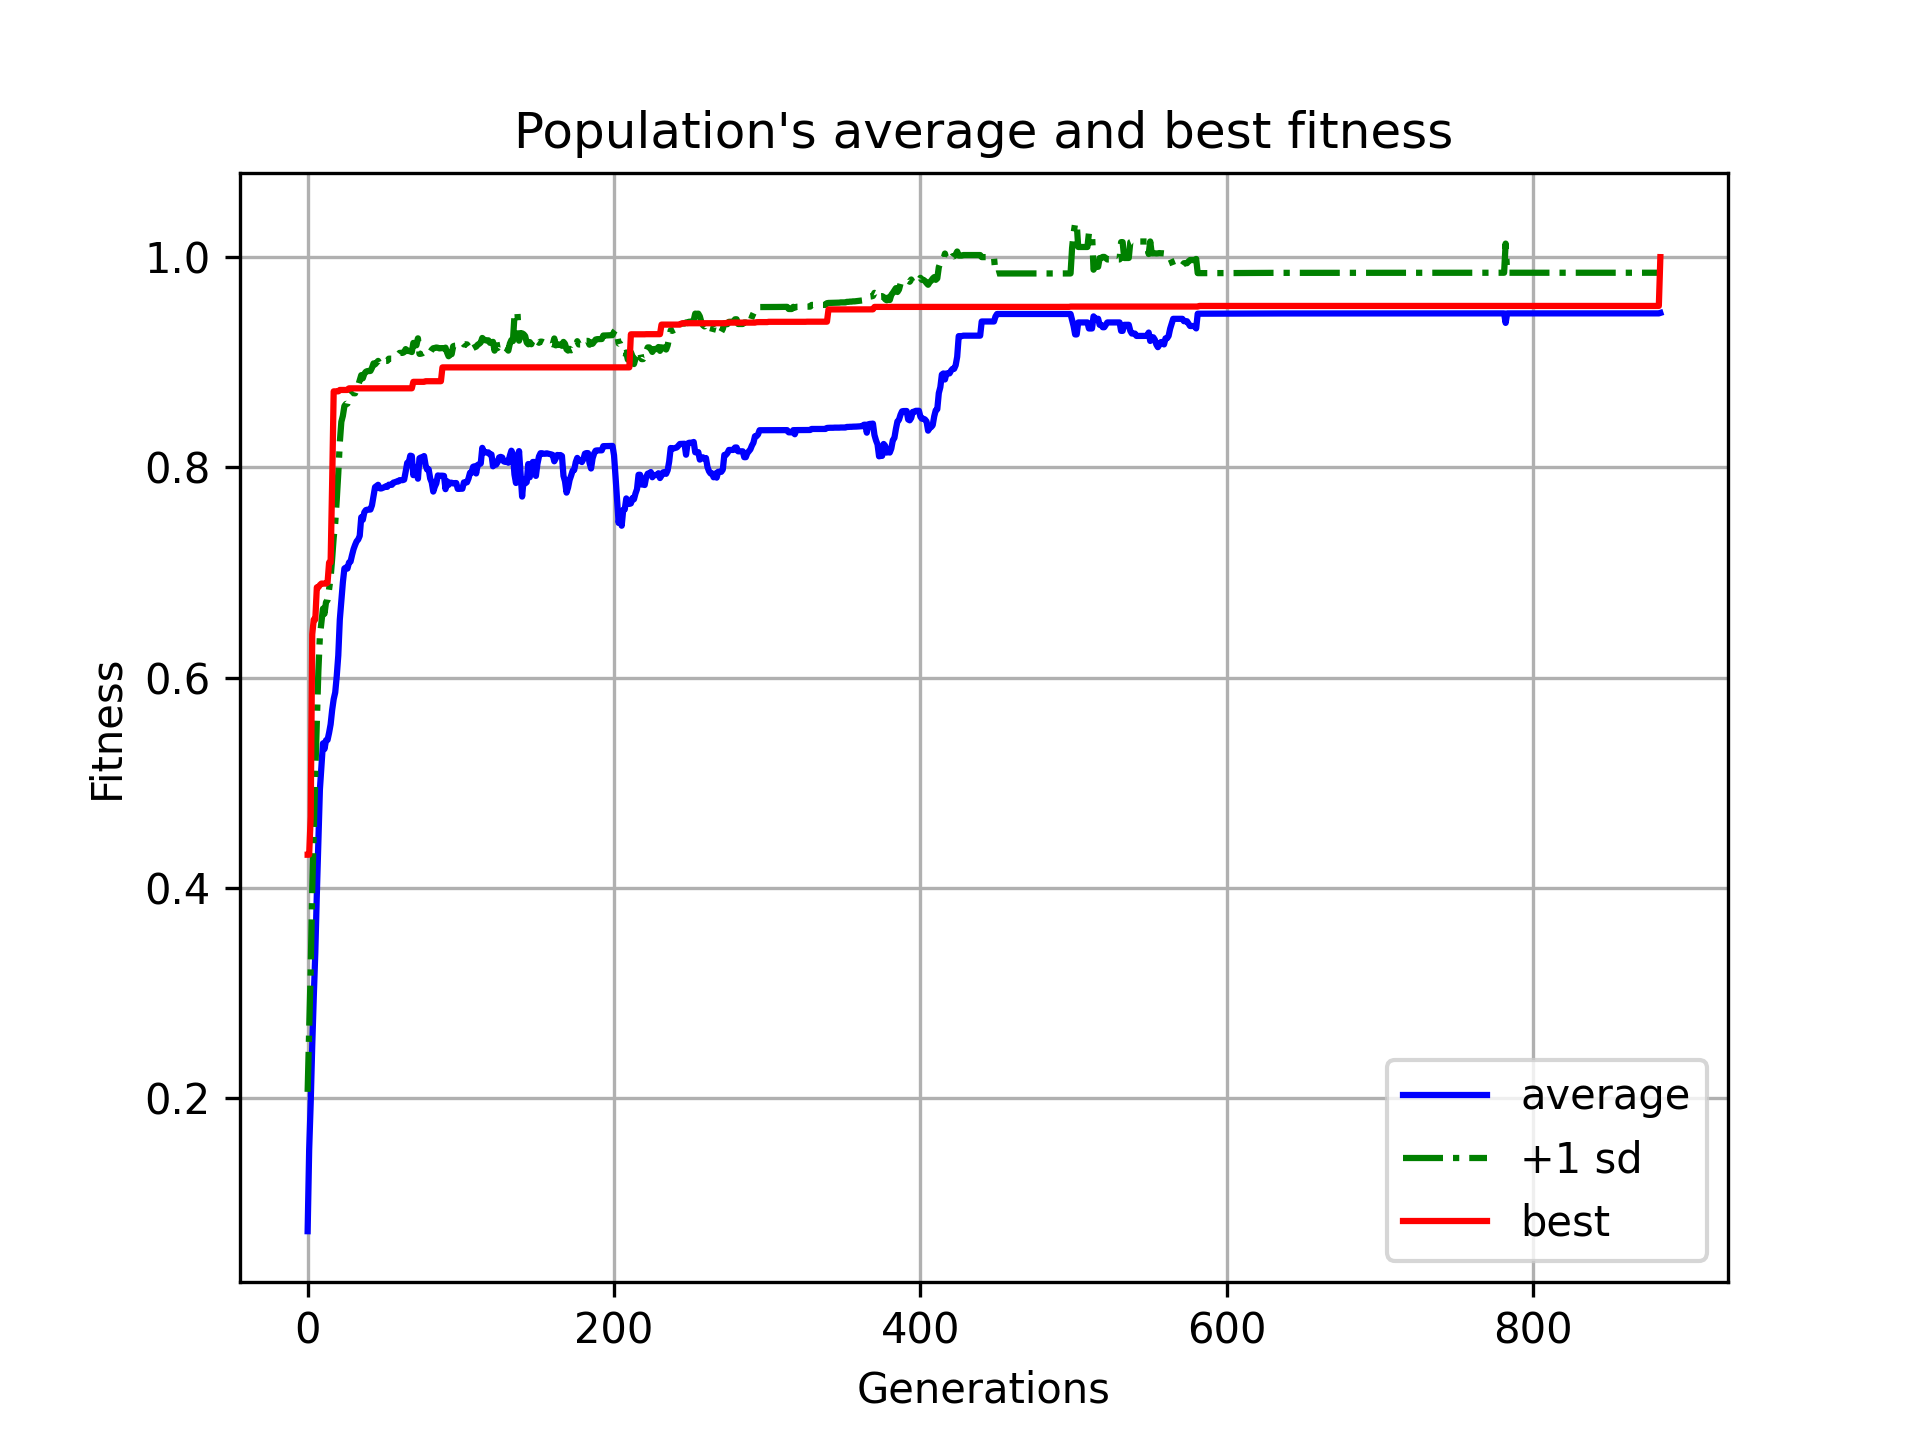 Population's average and best fitness
1.0
0.8
0.6
0.4
0.2
Fitness
average
+1 sd
best
0 200 400 600 800
Generations